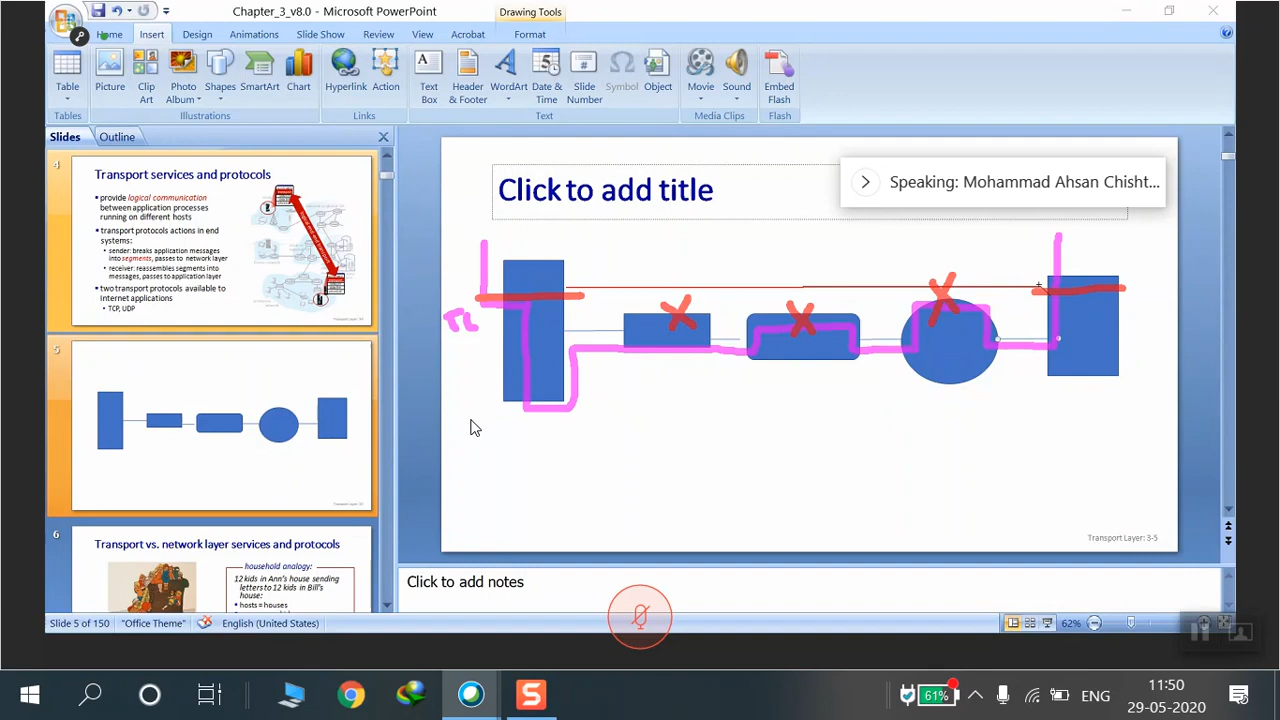 Chapter_3_v8.0 - Microsoft PowerPoint
Drawing Tools
Home Insert Design Animations Slide Show Review View Acrobat Format
Table Picture Clip Art Photo Album Shapes SmartArt Chart Hyperlink Action Text Box Header & Footer WordArt Date & Time Slide Number Symbol Object Movie Sound Embed Flash
Tables Illustrations Links Text Media Clips Flash
Slides Outline
4
Transport services and protocols
provide logical communication
between application processes
running on different hosts
transport protocols actions in end
systems:
sender: breaks application messages
into segments, passes to network layer
receiver: reassembles segments into
messages, passes to application layer
two transport protocols available to
Internet applications
TCP, UDP
5
6
Transport vs. network layer services and protocols
household analogy:
12 kids in Ann's house sending
letters to 12 kids in Bill's
house:
hosts = houses
Click to add title
Speaking: Mohammad Ahsan Chisht...
TL
Transport Layer: 3-5
Click to add notes
Slide 5 of 150 "Office Theme" English (United States) 62%
61% ENG 11:50
29-05-2020